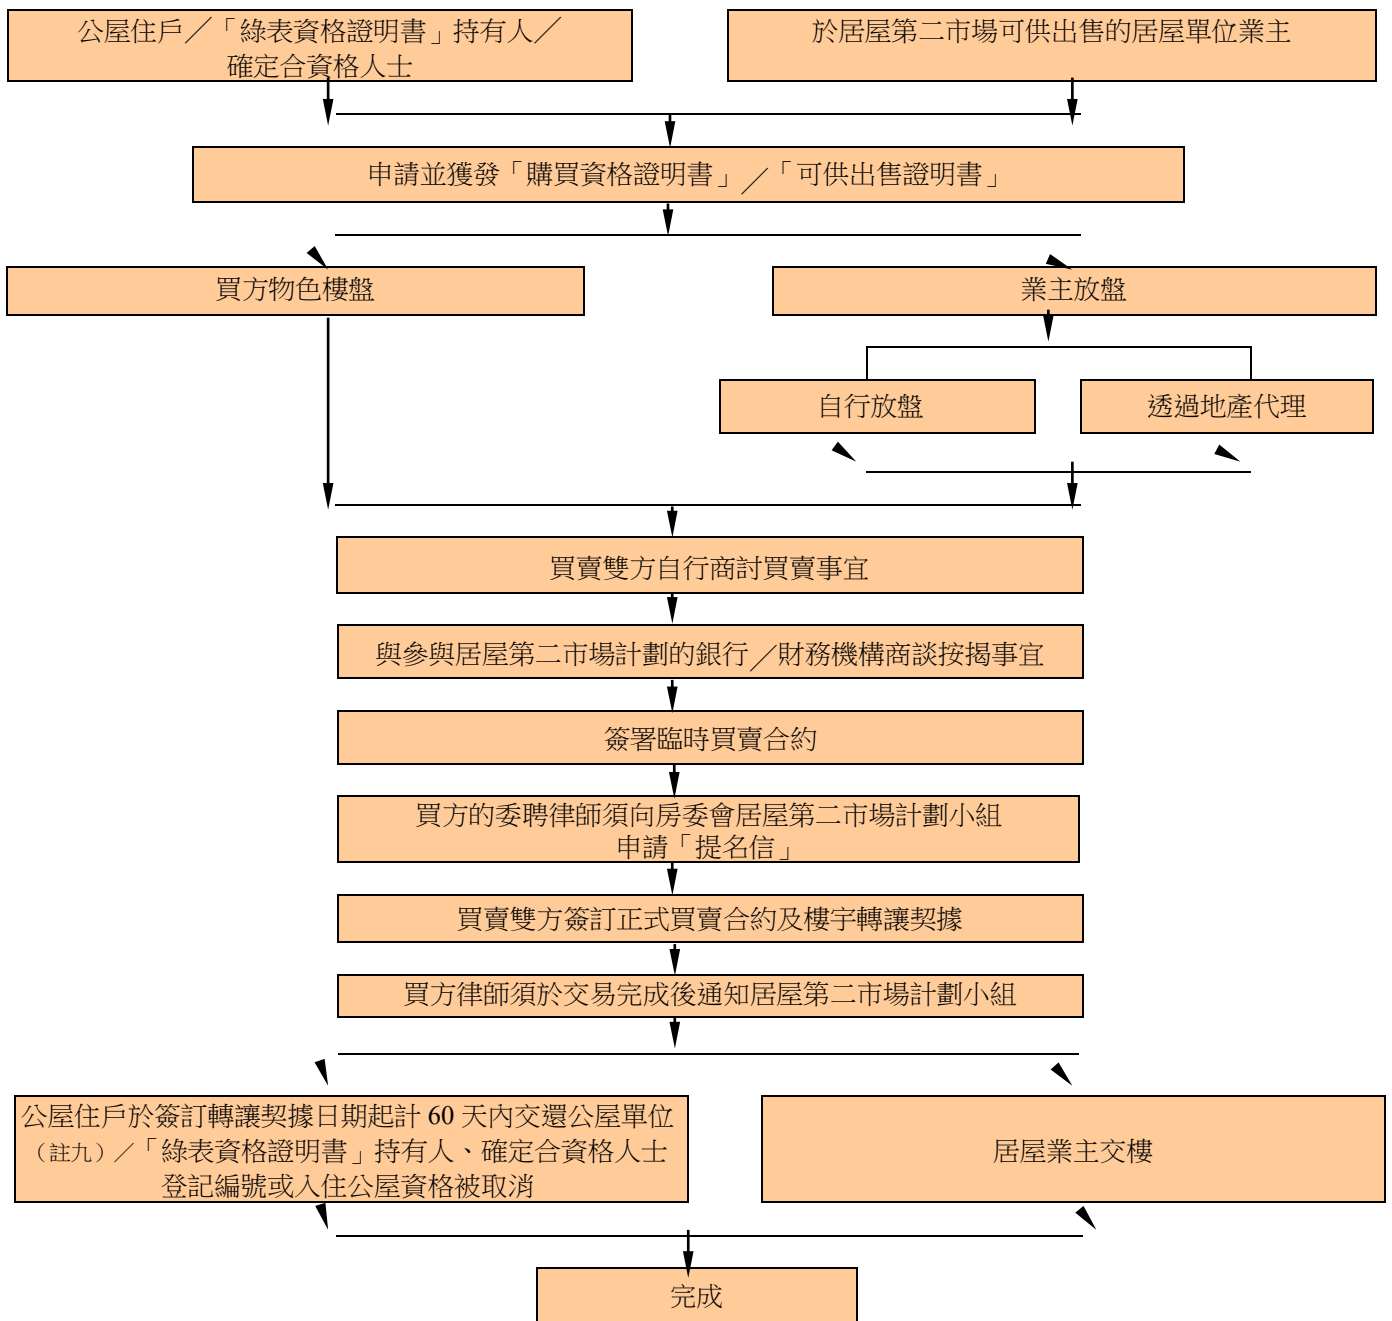 公屋住戶／「綠表資格證明書」持有人／
確定合資格人士
於居屋第二市場可供出售的居屋單位業主
申請並獲發「購買資格證明書」／「可供出售證明書」
買方物色樓盤
業主放盤
自行放盤
透過地產代理
買賣雙方自行商討買賣事宜
與參與居屋第二市場計劃的銀行／財務機構商談按揭事宜
簽署臨時買賣合約
買方的委聘律師須向房委會居屋第二市場計劃小組
申請「提名信」
買賣雙方簽訂正式買賣合約及樓宇轉讓契據
買方律師須於交易完成後通知居屋第二市場計劃小組
公屋住戶於簽訂轉讓契據日期起計 60 天內交還公屋單位
（註九）／「綠表資格證明書」持有人、確定合資格人士
登記編號或入住公屋資格被取消
居屋業主交樓
完成